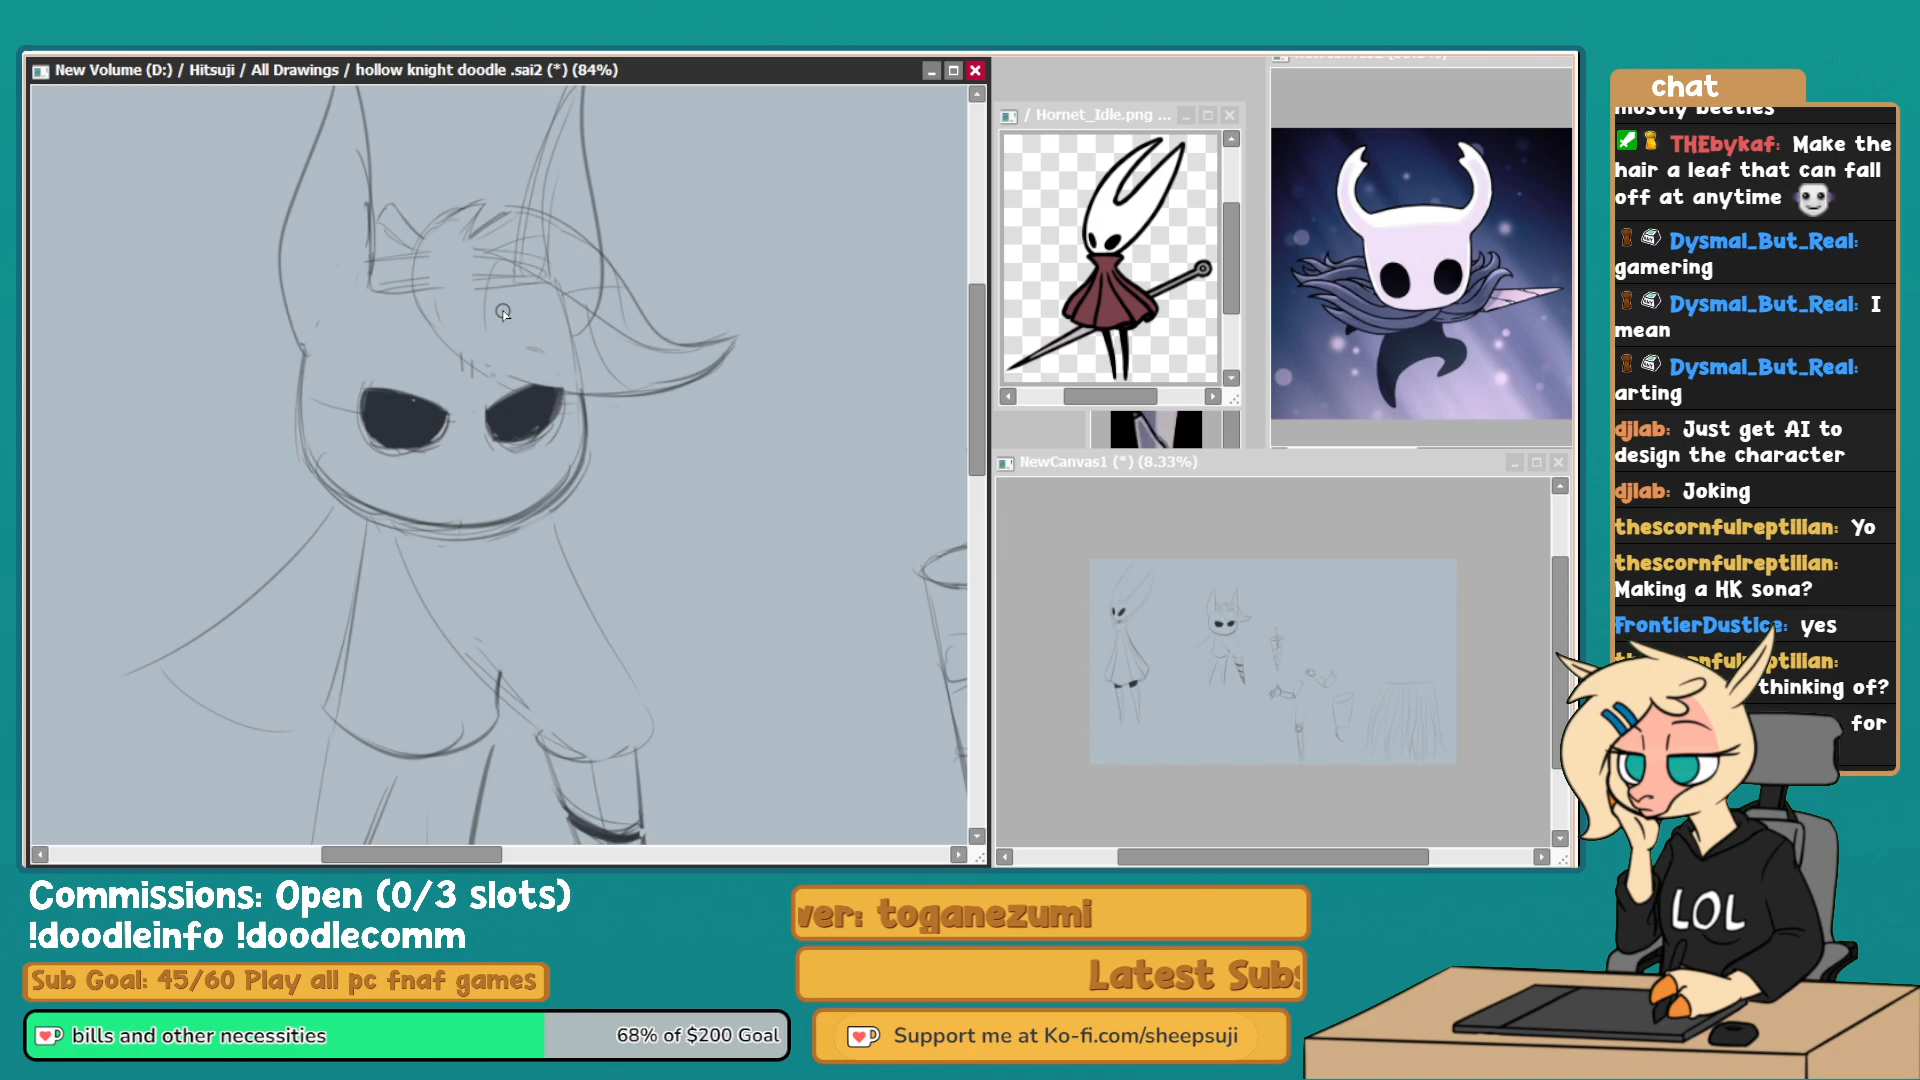 New Volume (D:) / Hitsuji / All Drawings / hollow knight doodle .sai2 (*) (84%)
/ Hornet_Idle.png ...
NewCanvas1 (*) (8.33%)
chat
mostly beetles
THEbykaf: Make the
hair a leaf that can fall
off at anytime
Dysmal_But_Real:
gamering
Dysmal_But_Real: I
mean
Dysmal_But_Real:
arting
djlab: Just get AI to
design the character
djlab: Joking
thescornfulreptilian: Yo
thescornfulreptilian:
Making a HK sona?
FrontierDustice: yes
thinking of?
for
LOL
Commissions: Open (0/3 slots)
!doodleinfo !doodlecomm
Sub Goal: 45/60 Play all pc fnaf games
bills and other necessities
68% of $200 Goal
ver: toganezumi
Latest Subs
Support me at Ko-fi.com/sheepsuji